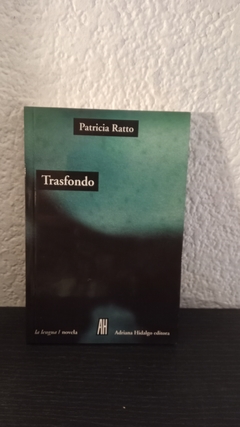 Patricia Ratto
Trasfondo
la lengua / novela
AH
Adriana Hidalgo editora